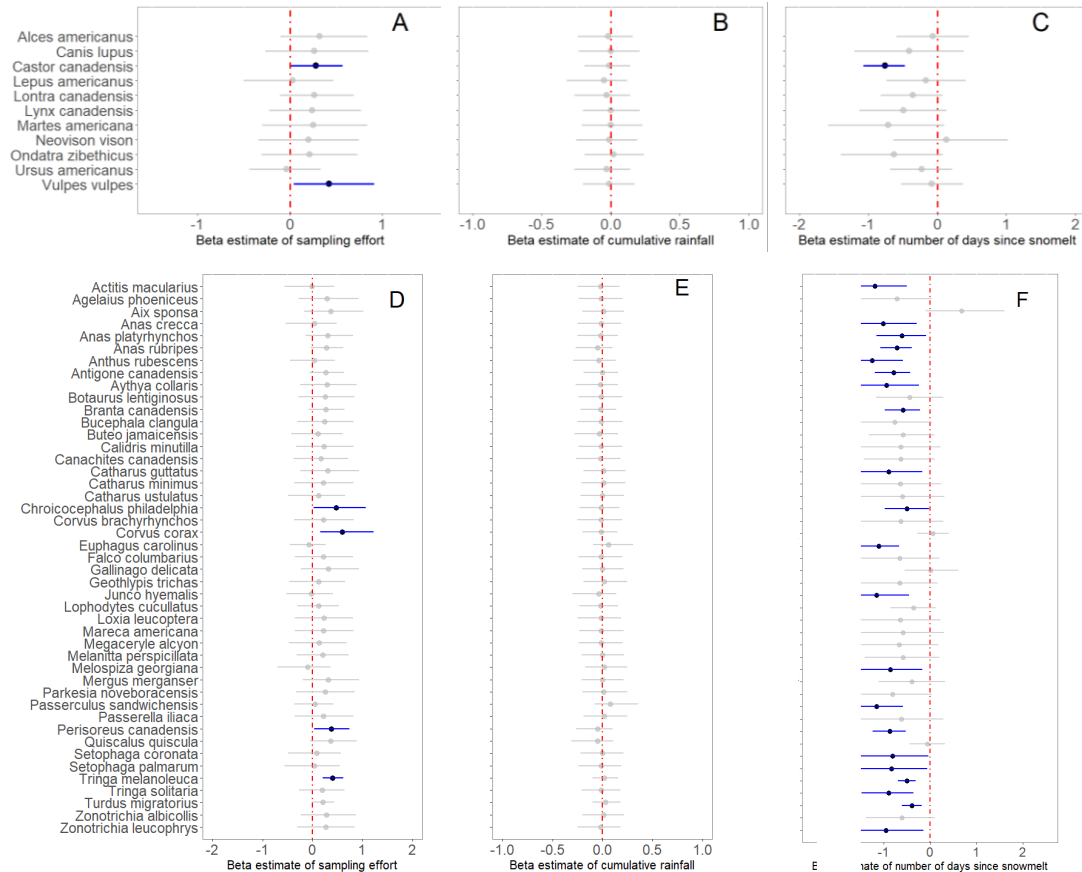 A
B
C
Alces americanus
Canis lupus
Castor canadensis
Lepus americanus
Lontra canadensis
Lynx canadensis
Martes americana
Neovison vison
Ondatra zibethicus
Ursus americanus
Vulpes vulpes
-1 0 1
-1.0 -0.5 0.0 0.5 1.0
-2 -1 0 1 2
Beta estimate of sampling effort
Beta estimate of cumulative rainfall
Beta estimate of number of days since snomelt
D
E
F
Actitis macularius
Agelaius phoeniceus
Aix sponsa
Anas crecca
Anas platyrhynchos
Anas rubripes
Anthus rubescens
Antigone canadensis
Aythya collaris
Botaurus lentiginosus
Branta canadensis
Bucephala clangula
Buteo jamaicensis
Calidris minutilla
Canachites canadensis
Catharus guttatus
Catharus minimus
Catharus ustulatus
Chroicocephalus philadelphia
Corvus brachyrhynchos
Corvus corax
Euphagus carolinus
Falco columbarius
Gallinago delicata
Geothlypis trichas
Junco hyemalis
Lophodytes cucullatus
Loxia leucoptera
Mareca americana
Megaceryle alcyon
Melanitta perspicillata
Melospiza georgiana
Mergus merganser
Parkesia noveboracensis
Passerculus sandwichensis
Passerella iliaca
Perisoreus canadensis
Quiscalus quiscula
Setophaga coronata
Setophaga palmarum
Tringa melanoleuca
Tringa solitaria
Turdus migratorius
Zonotrichia albicollis
Zonotrichia leucophrys
-2 -1 0 1 2
-1.0 -0.5 0.0 0.5 1.0
-1 0 1 2
Beta estimate of sampling effort
Beta estimate of cumulative rainfall
of number of days since snowmelt